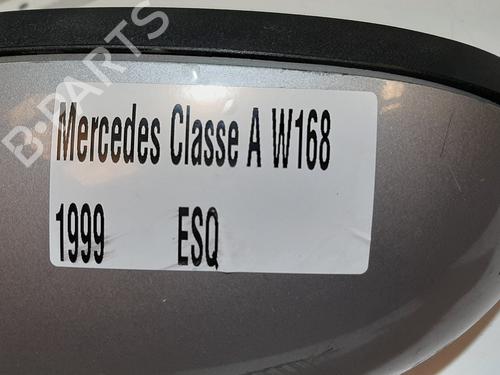 B-PARTS
Mercedes Classe A W168
1999 ESQ